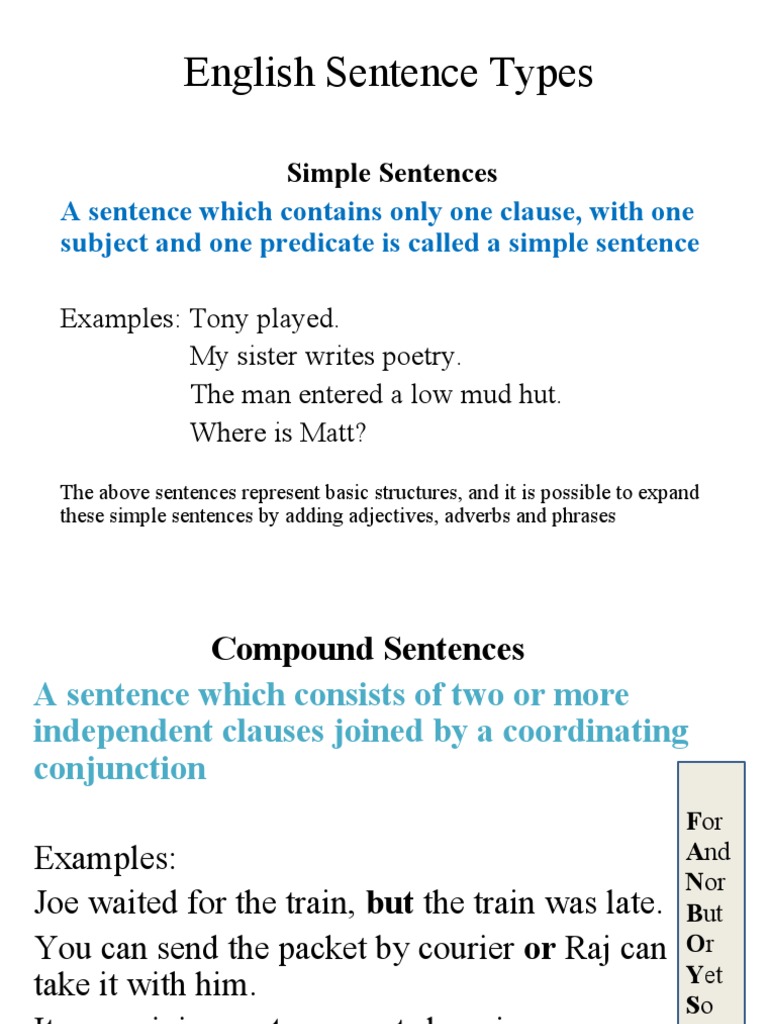 English Sentence Types
Simple Sentences
A sentence which contains only one clause, with one
subject and one predicate is called a simple sentence
Examples: Tony played.
My sister writes poetry.
The man entered a low mud hut.
Where is Matt?
The above sentences represent basic structures, and it is possible to expand
these simple sentences by adding adjectives, adverbs and phrases
Compound Sentences
A sentence which consists of two or more
independent clauses joined by a coordinating
conjunction
Examples:
Joe waited for the train, but the train was late.
You can send the packet by courier or Raj can
take it with him.
For
And
Nor
But
Or
Yet
So